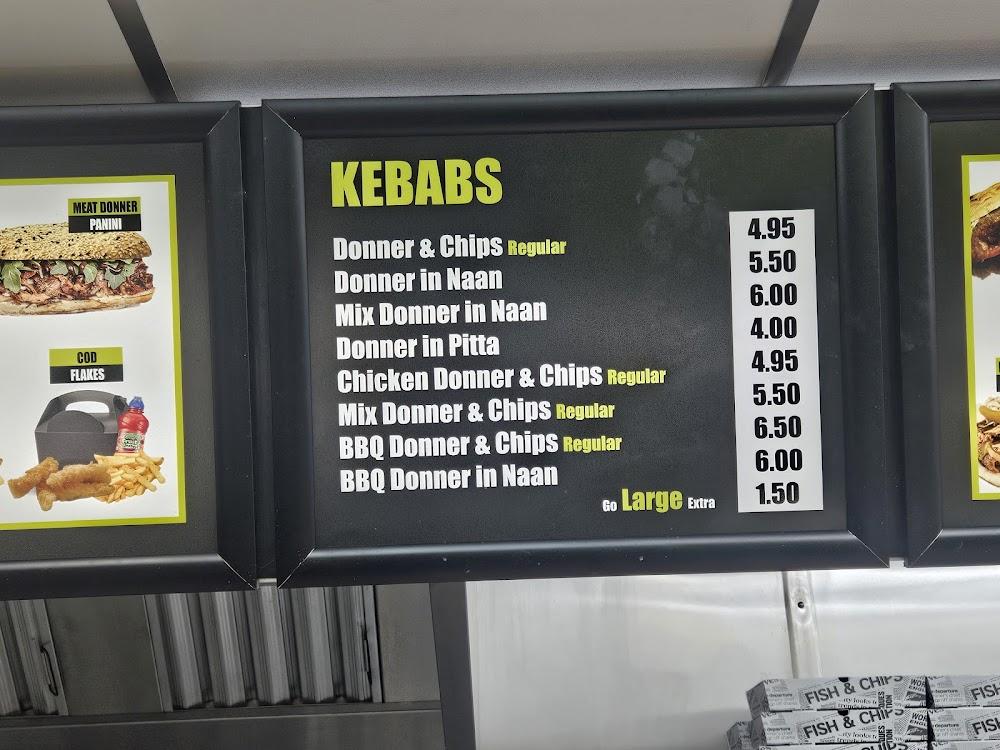 MEAT DONNER
PANINI
COD
FLAKES
KEBABS
Donner & Chips Regular 4.95
Donner in Naan 5.50
Mix Donner in Naan 6.00
Donner in Pitta 4.00
Chicken Donner & Chips Regular 4.95
Mix Donner & Chips Regular 5.50
BBQ Donner & Chips Regular 6.50
BBQ Donner in Naan 6.00
Go Large Extra 1.50
FISH & CHIPS
FISH & CHIPS